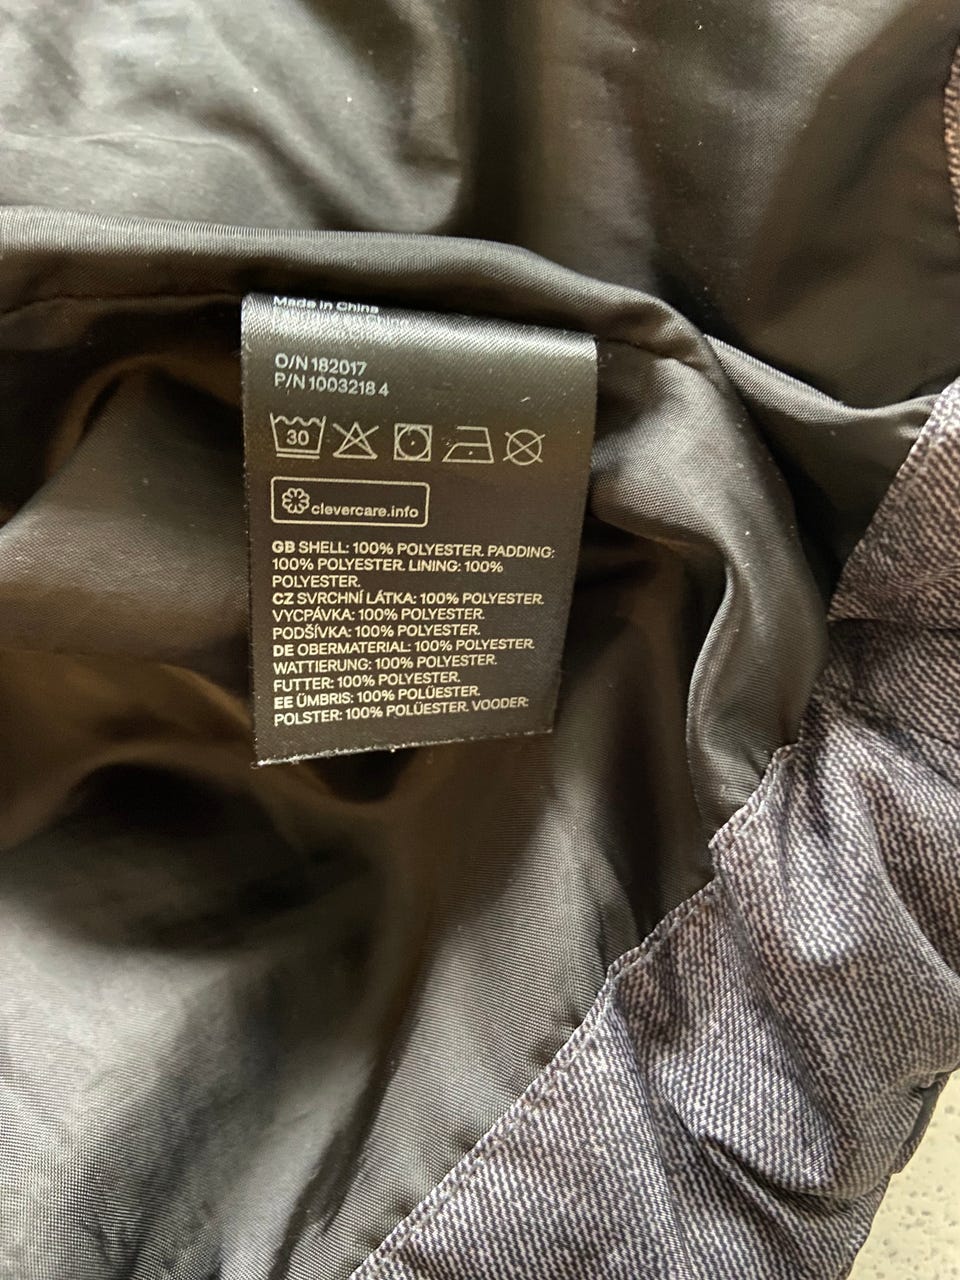 Made in China
O/N 182017
P/N 1003218 4
30
clevercare.info
GB SHELL: 100% POLYESTER. PADDING:
100% POLYESTER. LINING: 100%
POLYESTER.
CZ SVRCHNÍ LÁTKA: 100% POLYESTER.
VYCPÁVKA: 100% POLYESTER.
PODŠÍVKA: 100% POLYESTER.
DE OBERMATERIAL: 100% POLYESTER.
WATTIERUNG: 100% POLYESTER.
FUTTER: 100% POLYESTER.
EE ÜMBRIS: 100% POLÜESTER.
POLSTER: 100% POLÜESTER. VOODER: